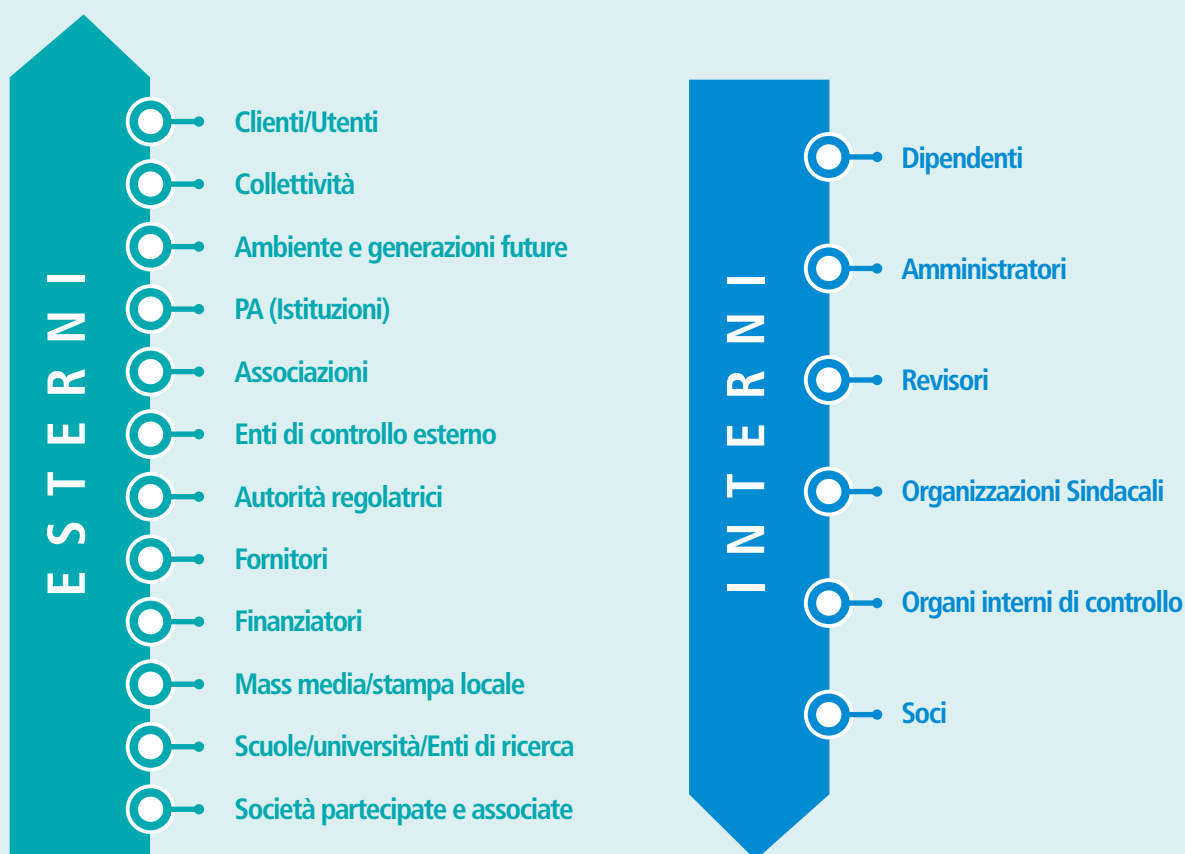 ESTERNI
Clienti/Utenti
Collettività
Ambiente e generazioni future
PA (Istituzioni)
Associazioni
Enti di controllo esterno
Autorità regolatrici
Fornitori
Finanziatori
Mass media/stampa locale
Scuole/università/Enti di ricerca
Società partecipate e associate
INTERNI
Dipendenti
Amministratori
Revisori
Organizzazioni Sindacali
Organi interni di controllo
Soci